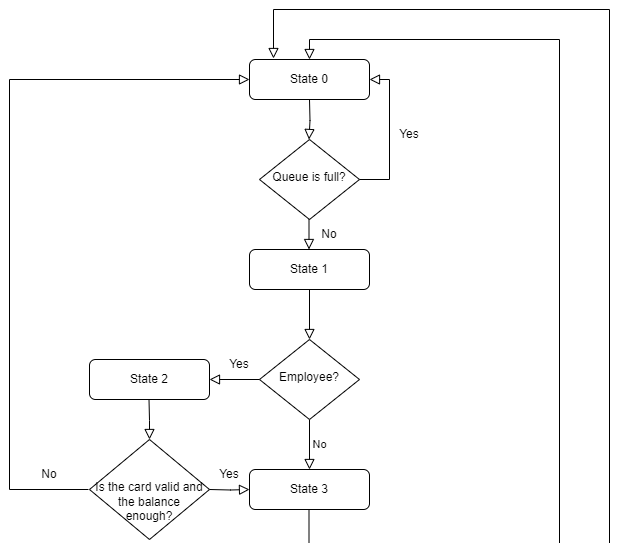 State 0
Yes
Queue is full?
No
State 1
Yes
State 2
Employee?
No
No
Yes
Is the card valid and
the balance
enough?
State 3